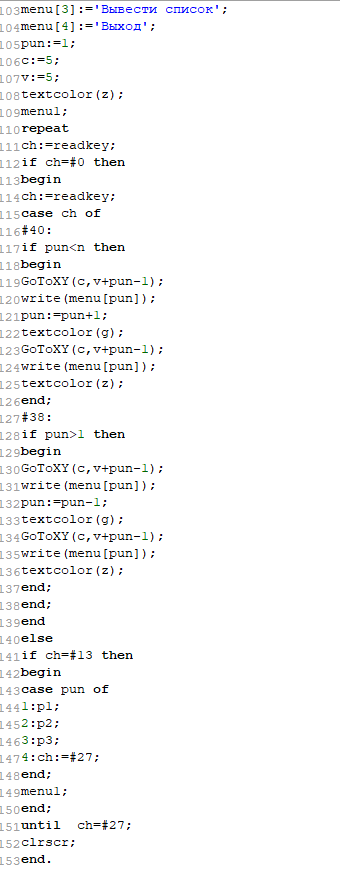 103menu[3]:='Вывести список';
104menu[4]:='Выход';
105pun:=1;
106c:=5;
107v:=5;
108textcolor(z);
109menu1;
110repeat
111ch:=readkey;
112if ch=#0 then
113begin
114ch:=readkey;
115case ch of
116#40:
117if pun<n then
118begin
119GoToXY(c,v+pun-1);
120write(menu[pun]);
121pun:=pun+1;
122textcolor(g);
123GoToXY(c,v+pun-1);
124write(menu[pun]);
125textcolor(z);
126end;
127#38:
128if pun>1 then
129begin
130GoToXY(c,v+pun-1);
131write(menu[pun]);
132pun:=pun-1;
133textcolor(g);
134GoToXY(c,v+pun-1);
135write(menu[pun]);
136textcolor(z);
137end;
138end;
139end
140else
141if ch=#13 then
142begin
143case pun of
1441:p1;
1452:p2;
1463:p3;
1474:ch:=#27;
148end;
149menu1;
150end;
151until  ch=#27;
152clrscr;
153end.